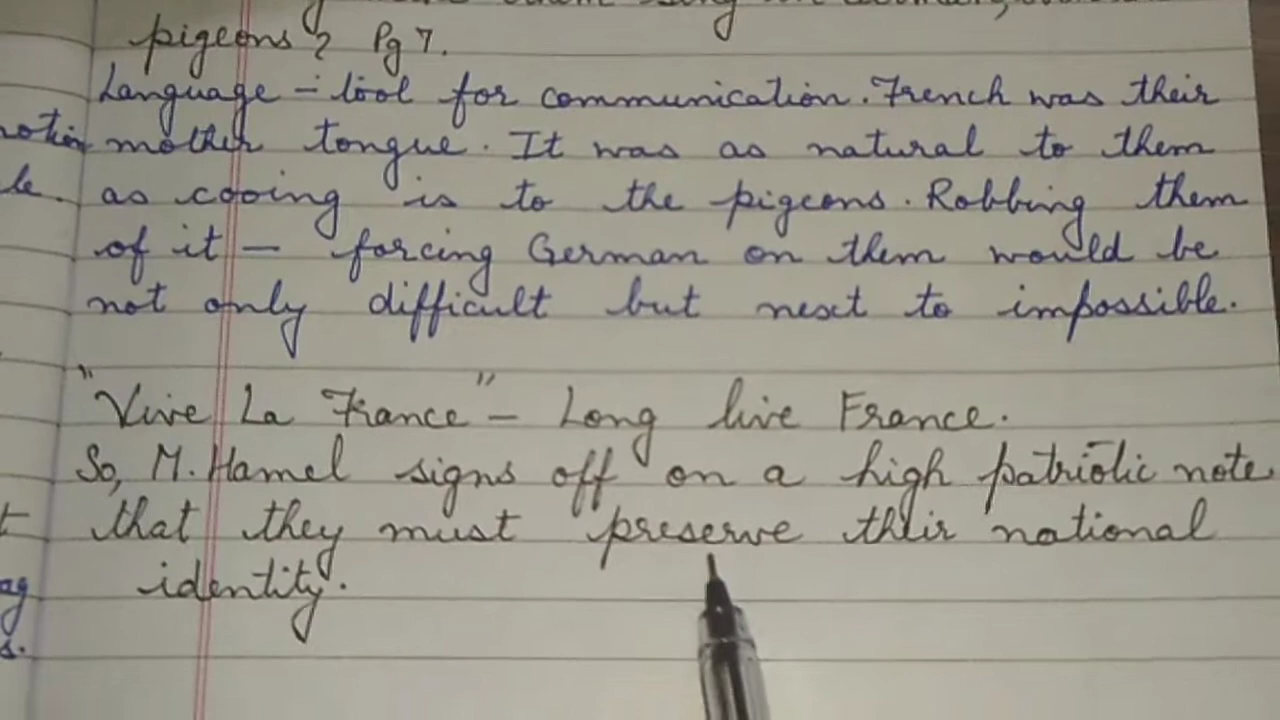 pigeons? Pg 7.
Language - tool for communication. French was their
mother tongue. It was as natural to them
le. as cooing is to the pigeons. Robbing them
of it - forcing German on them would be
not only difficult but next to impossible.
"Vive La France" - Long live France.
So, M. Hamel signs off on a high patriotic note
that they must preserve their national
identity.